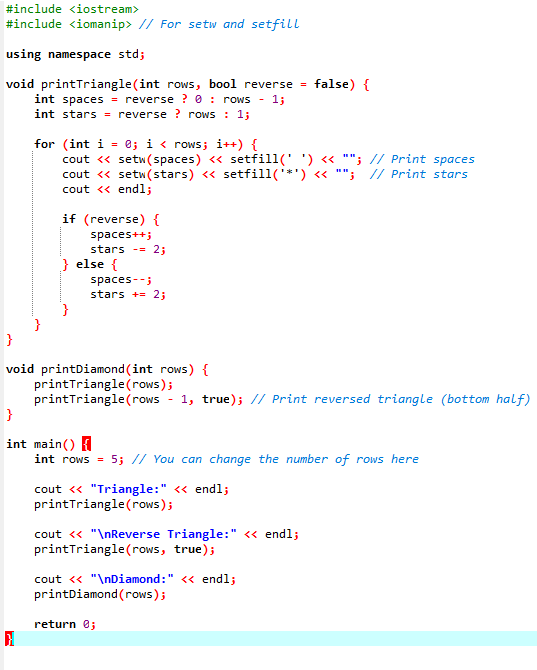 #include <iostream>
#include <iomanip> // For setw and setfill
using namespace std;
void printTriangle(int rows, bool reverse = false) {
int spaces = reverse ? 0 : rows - 1;
int stars = reverse ? rows : 1;
for (int i = 0; i < rows; i++) {
cout << setw(spaces) << setfill(' ') << ""; // Print spaces
cout << setw(stars) << setfill('*') << "";  // Print stars
cout << endl;
if (reverse) {
spaces++;
stars -= 2;
} else {
spaces--;
stars += 2;
}
}
}
void printDiamond(int rows) {
printTriangle(rows);
printTriangle(rows - 1, true); // Print reversed triangle (bottom half)
}
int main() {
int rows = 5; // You can change the number of rows here
cout << "Triangle:" << endl;
printTriangle(rows);
cout << "\nReverse Triangle:" << endl;
printTriangle(rows, true);
cout << "\nDiamond:" << endl;
printDiamond(rows);
return 0;
}